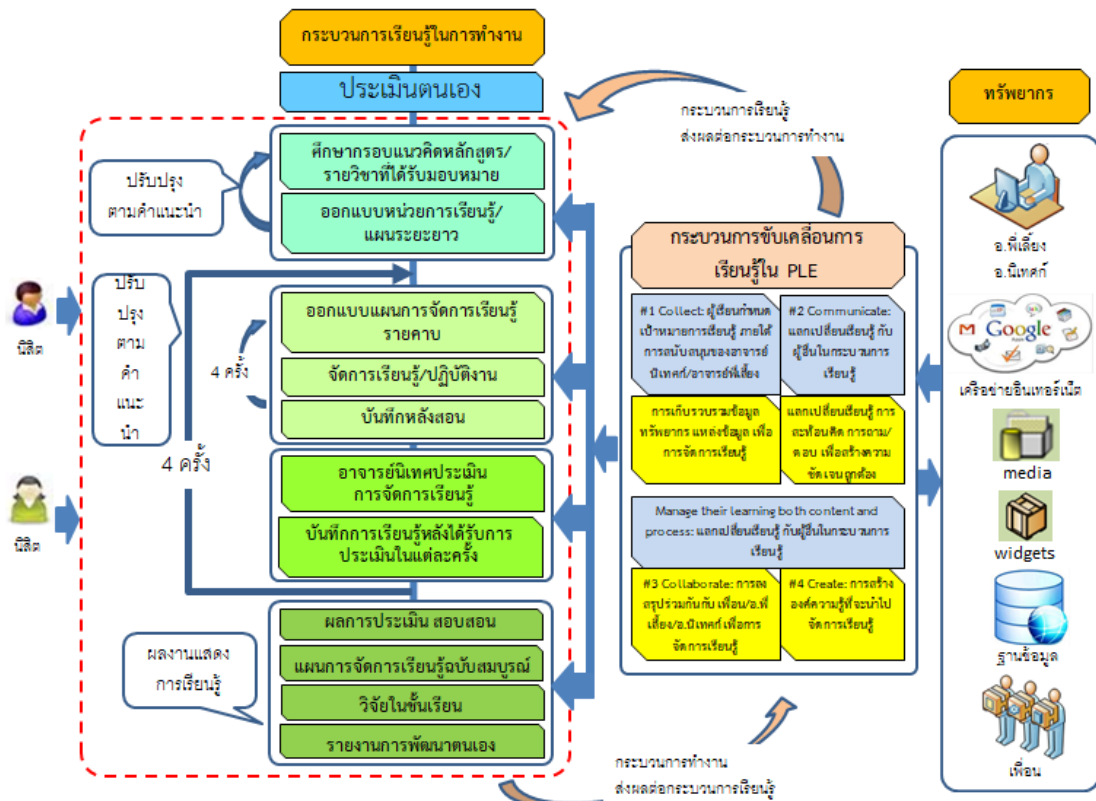 กระบวนการเรียนรู้ในการทำงาน
ประเมินตนเอง
ปรับปรุง
ตามคำแนะนำ
ศึกษากรอบแนวคิดหลักสูตร/
รายวิชาที่ได้รับมอบหมาย
ออกแบบหน่วยการเรียนรู้/
แผนระยะยาว
นิสิต
นิสิต
ปรับ
ปรุง
ตาม
คำ
แนะ
นำ
4 ครั้ง
4 ครั้ง
ออกแบบแผนการจัดการเรียนรู้
รายคาบ
จัดการเรียนรู้/ปฏิบัติงาน
บันทึกหลังสอน
อาจารย์นิเทศประเมิน
การจัดการเรียนรู้
บันทึกการเรียนรู้หลังได้รับการ
ประเมินในแต่ละครั้ง
ผลงานแสดง
การเรียนรู้
ผลการประเมิน สอบสอน
แผนการจัดการเรียนรู้ฉบับสมบูรณ์
วิจัยในชั้นเรียน
รายงานการพัฒนาตนเอง
กระบวนการเรียนรู้
ส่งผลต่อกระบวนการทำงาน
กระบวนการขับเคลื่อนการ
เรียนรู้ใน PLE
#1 Collect: ผู้เรียนกำหนด
เป้าหมายการเรียนรู้ ภายใต้
การสนับสนุนของอาจารย์
นิเทศก์/อาจารย์พี่เลี้ยง
#2 Communicate:
แลกเปลี่ยนเรียนรู้ กับ
ผู้อื่นในกระบวนการ
เรียนรู้
การเก็บรวบรวมข้อมูล
ทรัพยากร แหล่งข้อมูล เพื่อ
การจัดการเรียนรู้
แลกเปลี่ยนเรียนรู้ การ
สะท้อนคิด การถาม/
ตอบ เพื่อสร้างความ
ชัดเจนถูกต้อง
Manage their learning both content and
process: แลกเปลี่ยนเรียนรู้ กับผู้อื่นในกระบวนการ
เรียนรู้
#3 Collaborate: การลง
สรุปร่วมกันกับ เพื่อน/อ.พี่
เลี้ยง/อ.นิเทศก์ เพื่อการ
จัดการเรียนรู้
#4 Create: การสร้าง
องค์ความรู้ที่จะนำไป
จัดการเรียนรู้
กระบวนการทำงาน
ส่งผลต่อกระบวนการเรียนรู้
ทรัพยากร
อ.พี่เลี้ยง
อ.นิเทศก์
Google
Apps
เครือข่ายอินเทอร์เน็ต
media
widgets
ฐานข้อมูล
เพื่อน